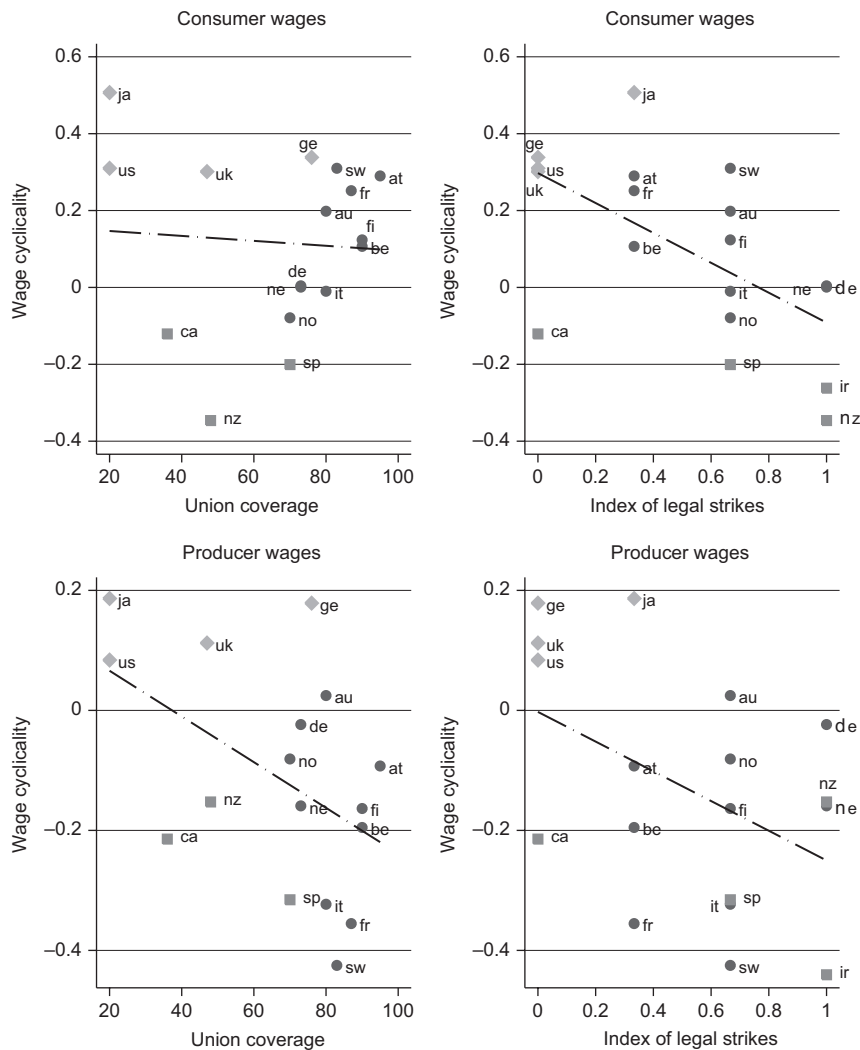 Consumer wages
0.6
0.4
0.2
0
−0.2
−0.4
Wage cyclicality
ja
us
uk
ge
sw
at
fr
au
fi
be
de
ne
it
no
ca
sp
nz
20 40 60 80 100
Union coverage
Consumer wages
0.6
0.4
0.2
0
−0.2
−0.4
Wage cyclicality
ja
ge
us
uk
at
fr
sw
au
be
fi
ne de
it
no
ca
sp
ir
nz
0 0.2 0.4 0.6 0.8 1
Index of legal strikes
Producer wages
0.2
0
−0.2
−0.4
Wage cyclicality
ja
ge
uk
us
au
de
no
at
nz
ne
fi
be
ca
sp
it
fr
sw
20 40 60 80 100
Union coverage
Producer wages
0.2
0
−0.2
−0.4
Wage cyclicality
ge
ja
uk
us
au
de
no
at
nz
ne
fi
be
ca
it
sp
fr
sw
ir
0 0.2 0.4 0.6 0.8 1
Index of legal strikes